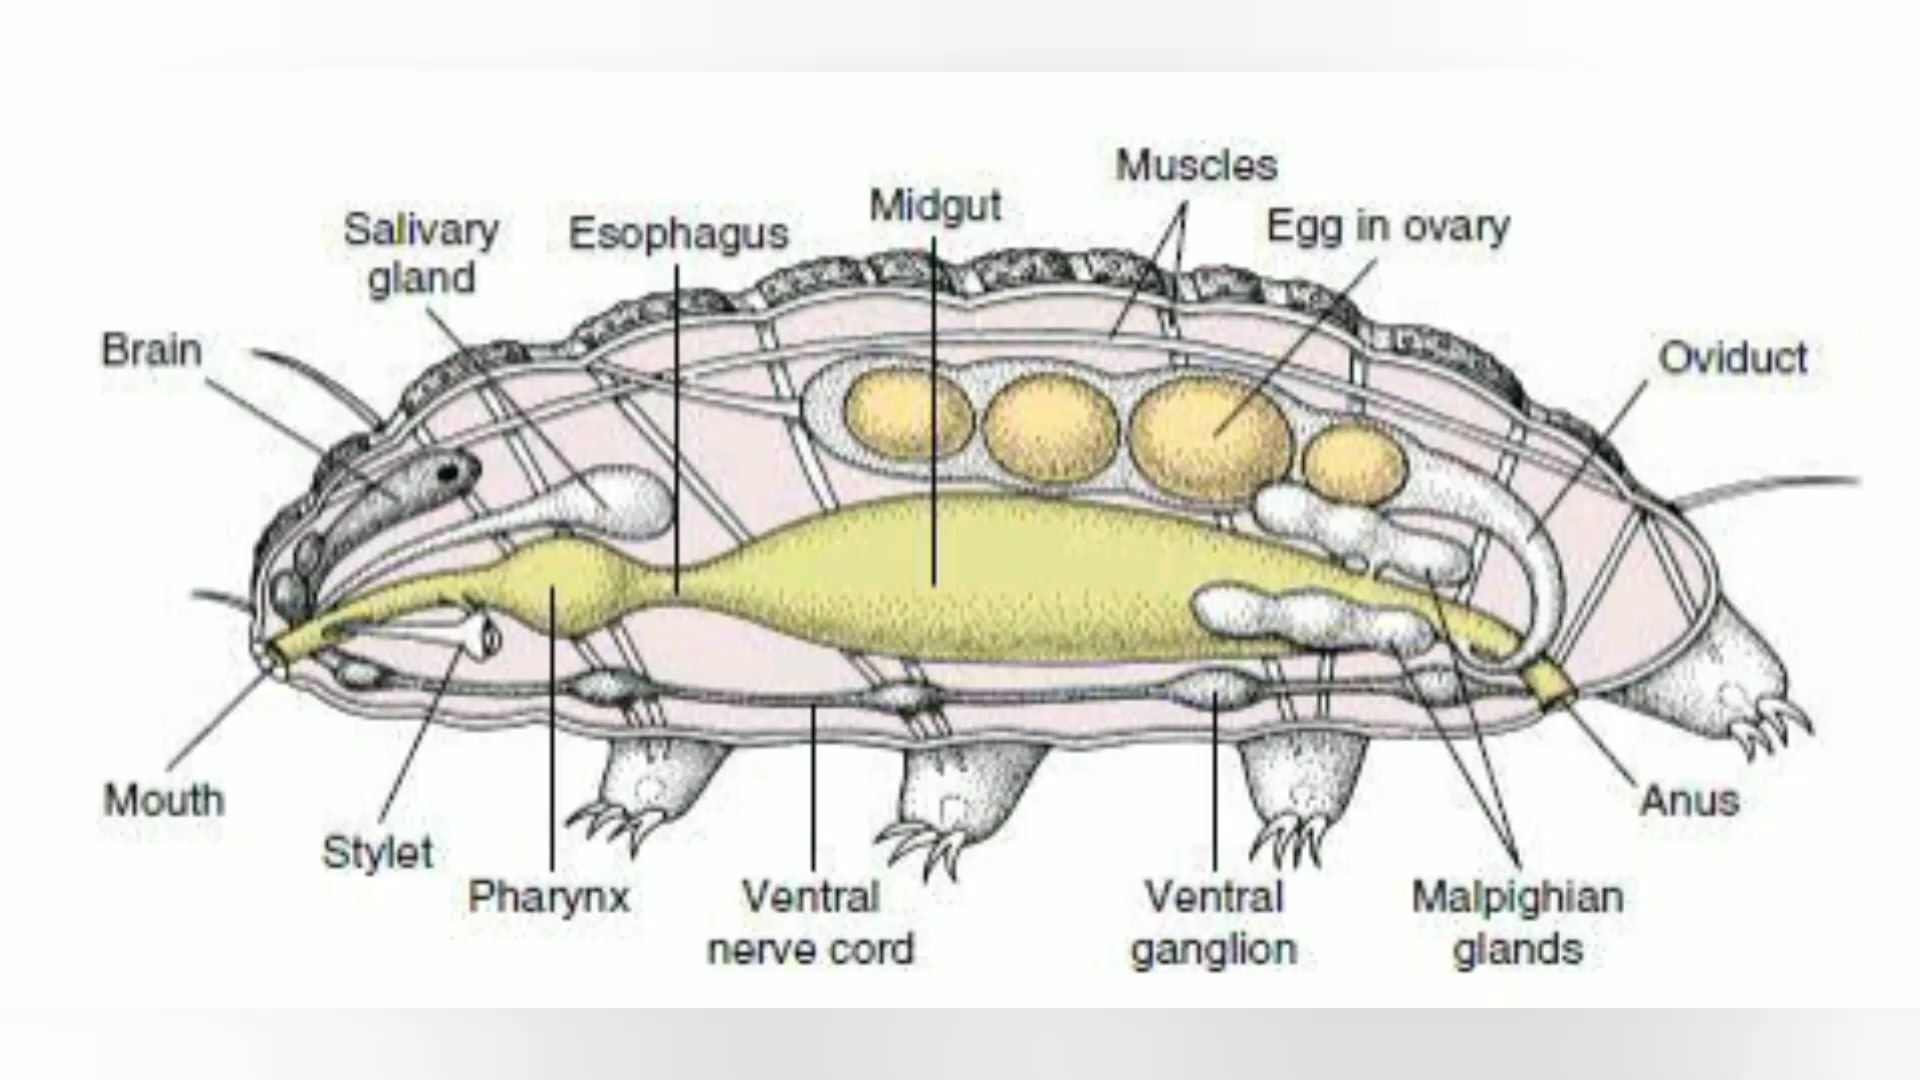 Muscles
Midgut
Egg in ovary
Salivary
gland
Esophagus
Brain
Oviduct
Mouth
Anus
Stylet
Pharynx
Ventral
nerve cord
Ventral
ganglion
Malpighian
glands